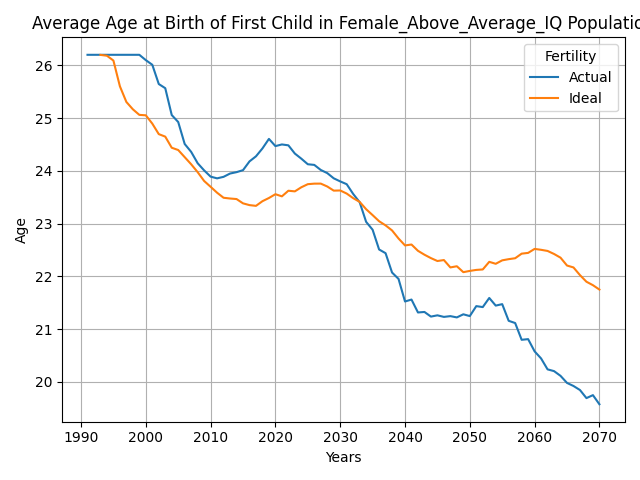 Average Age at Birth of First Child in Female_Above_Average_IQ Populatio
Fertility
Actual
Ideal
26
25
24
23
22
21
20
Age
1990
2000
2010
2020
2030
2040
2050
2060
2070
Years